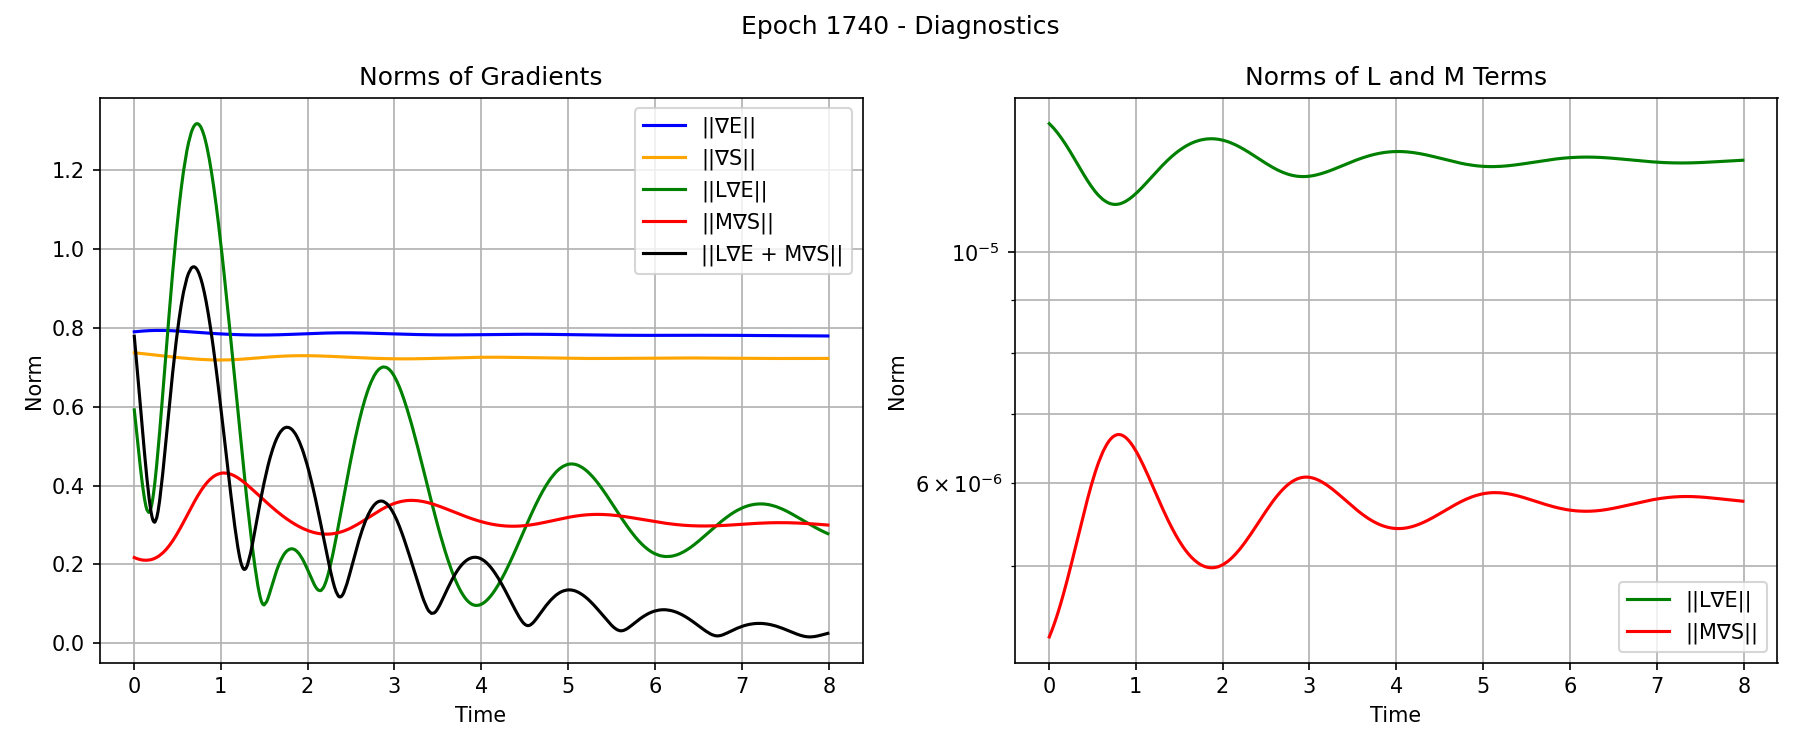 Epoch 1740 - Diagnostics
Norms of Gradients
Norm
1.2
1.0
0.8
0.6
0.4
0.2
0.0
0 1 2 3 4 5 6 7 8
Time
||∇E||
||∇S||
||L∇E||
||M∇S||
||L∇E + M∇S||
Norms of L and M Terms
Norm
10⁻⁵
6 × 10⁻⁶
0 1 2 3 4 5 6 7 8
Time
||L∇E||
||M∇S||